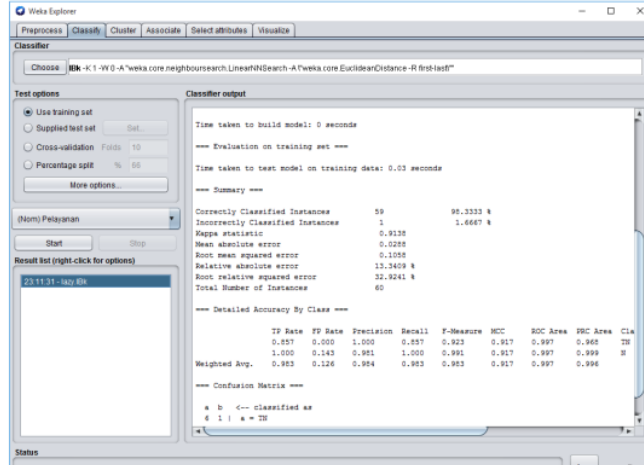 Weka Explorer
Preprocess Classify Cluster Associate Select attributes Visualize
Classifier
Choose IBk -K 1 -W 0 -A "weka.core.neighboursearch.LinearNNSearch -A \"weka.core.EuclideanDistance -R first-last\""
Test options
Use training set
Supplied test set Set...
Cross-validation Folds 10
Percentage split % 66
More options...
(Nom) Pelayanan
Start Stop
Result list (right-click for options)
23:11:31 - lazy.IBk
Classifier output
Time taken to build model: 0 seconds
=== Evaluation on training set ===
Time taken to test model on training data: 0.03 seconds
=== Summary ===
Correctly Classified Instances 59 98.3333 %
Incorrectly Classified Instances 1 1.6667 %
Kappa statistic 0.9138
Mean absolute error 0.0288
Root mean squared error 0.1058
Relative absolute error 13.3409 %
Root relative squared error 32.9241 %
Total Number of Instances 60
=== Detailed Accuracy By Class ===
TP Rate FP Rate Precision Recall F-Measure MCC ROC Area PRC Area Cla
0.857 0.000 1.000 0.857 0.923 0.917 0.997 0.968 TN
1.000 0.143 0.981 1.000 0.991 0.917 0.997 0.999 N
Weighted Avg. 0.983 0.126 0.984 0.983 0.983 0.917 0.997 0.996
=== Confusion Matrix ===
a b <-- classified as
6 1 | a = TN
Status